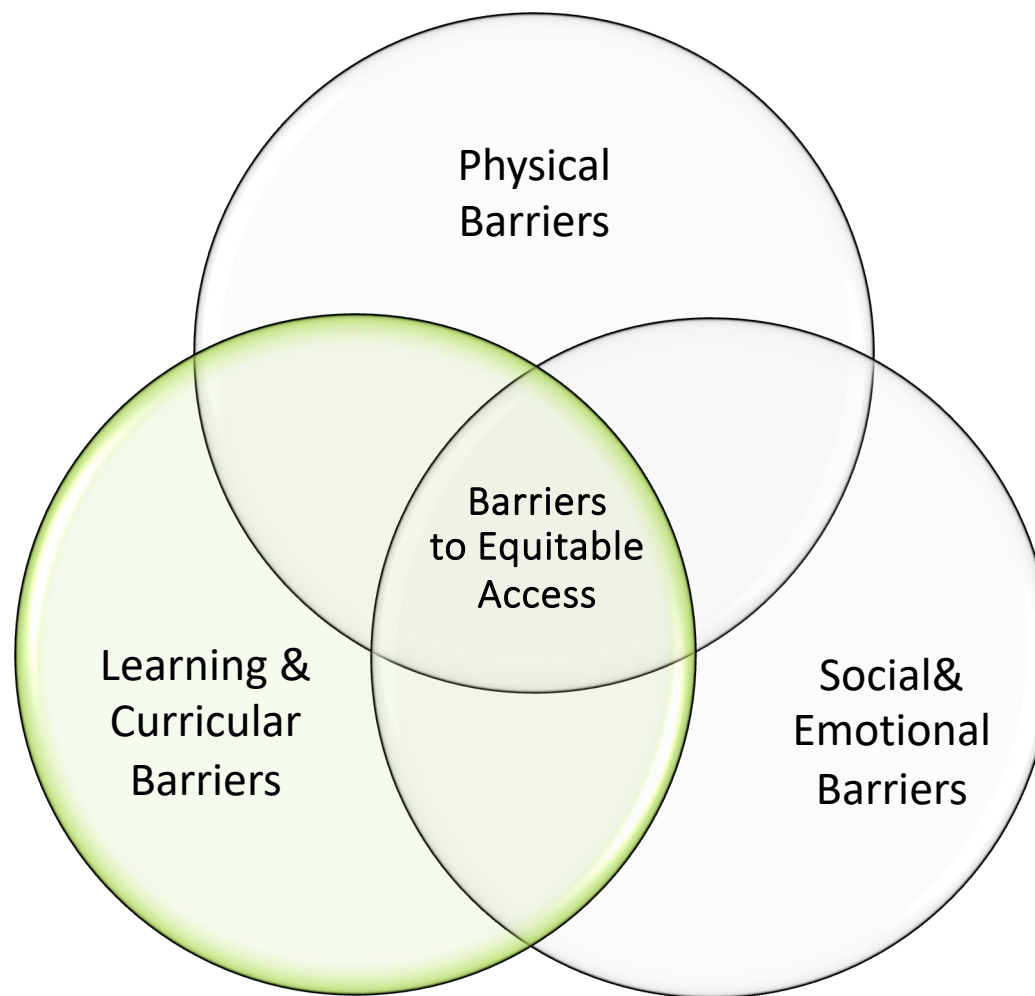 Physical
Barriers
Barriers
to Equitable
Access
Learning &
Curricular
Barriers
Social&
Emotional
Barriers